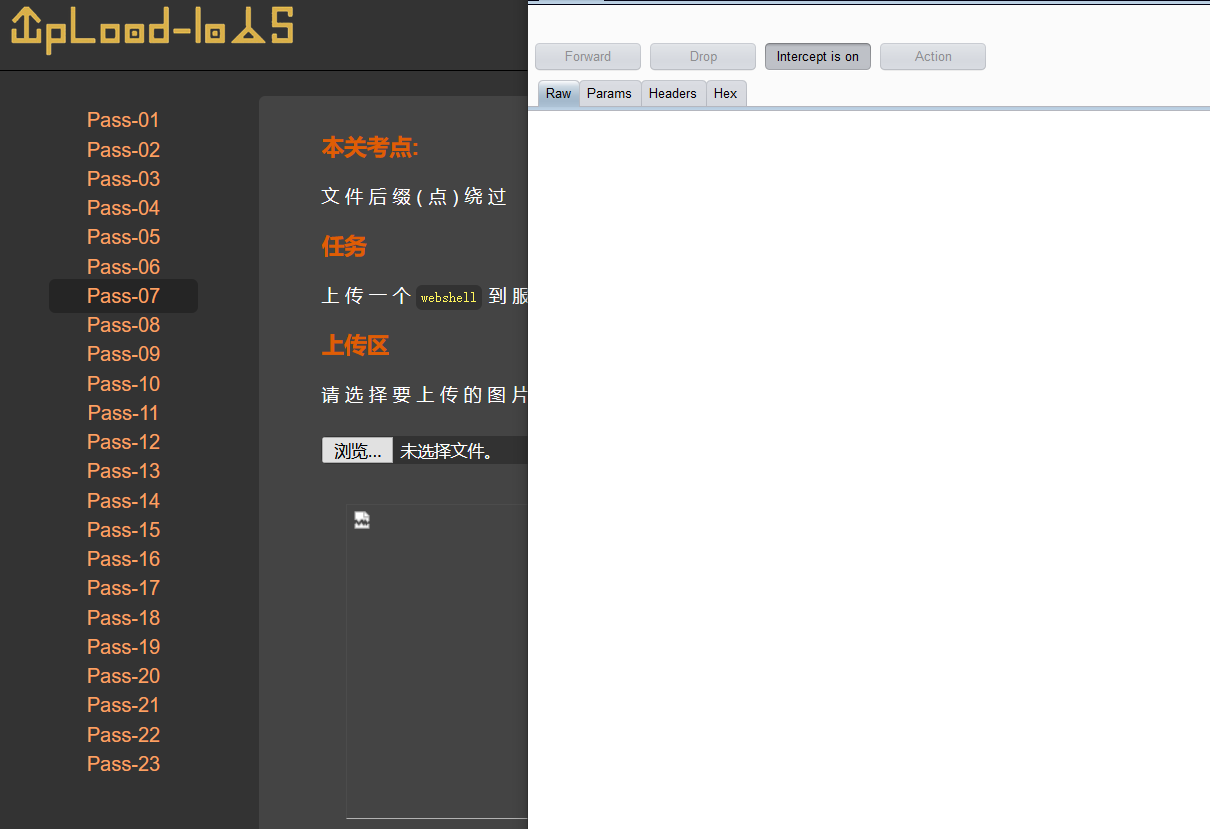 UpLoad-labs
Pass-01
Pass-02
Pass-03
Pass-04
Pass-05
Pass-06
Pass-07
Pass-08
Pass-09
Pass-10
Pass-11
Pass-12
Pass-13
Pass-14
Pass-15
Pass-16
Pass-17
Pass-18
Pass-19
Pass-20
Pass-21
Pass-22
Pass-23
本关考点:
文件后缀(点)绕过
任务
上传一个 webshell 到服
上传区
请选择要上传的图片
浏览... 未选择文件。
Forward Drop Intercept is on Action
Raw Params Headers Hex